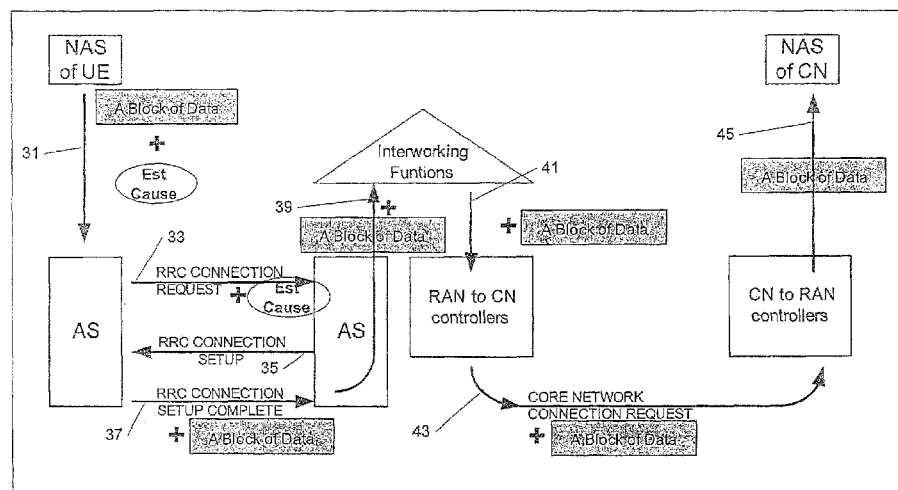 NAS
of UE
A Block of Data
31
Est
Cause
33
RRC CONNECTION
REQUEST
Est
Cause
AS
RRC CONNECTION
SETUP
35
RRC CONNECTION
SETUP COMPLETE
37
A Block of Data
AS
39
A Block of Data
Interworking
Funtions
41
A Block of Data
RAN to CN
controllers
43
CORE NETWORK
CONNECTION REQUEST
A Block of Data
NAS
of CN
45
A Block of Data
CN to RAN
controllers